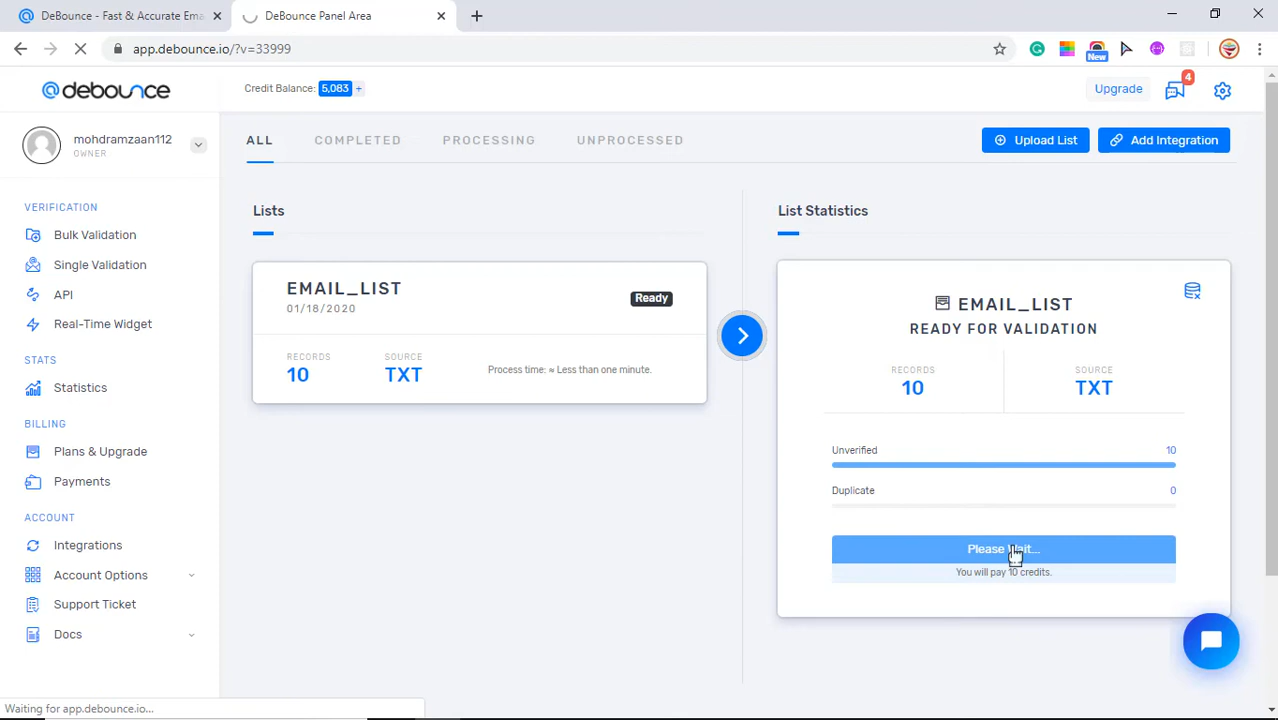 DeBounce - Fast & Accurate Ema
DeBounce Panel Area
app.debounce.io/?v=33999
New
debounce
Credit Balance: 5,083 +
Upgrade
4
mohdramzaan112
OWNER
ALL
COMPLETED
PROCESSING
UNPROCESSED
Upload List
Add Integration
VERIFICATION
Bulk Validation
Single Validation
API
Real-Time Widget
STATS
Statistics
BILLING
Plans & Upgrade
Payments
ACCOUNT
Integrations
Account Options
Support Ticket
Docs
Lists
EMAIL_LIST
01/18/2020
Ready
RECORDS
10
SOURCE
TXT
Process time: ≈ Less than one minute.
List Statistics
EMAIL_LIST
READY FOR VALIDATION
RECORDS
10
SOURCE
TXT
Unverified 10
Duplicate 0
Please Wait...
You will pay 10 credits.
Waiting for app.debounce.io...